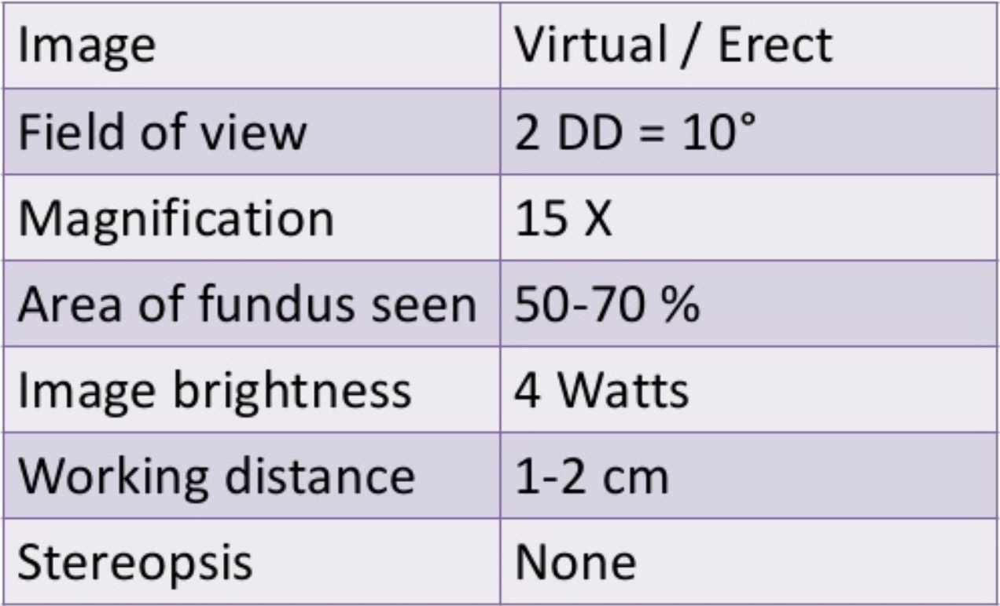 Image Virtual / Erect
Field of view 2 DD = 10°
Magnification 15 X
Area of fundus seen 50-70 %
Image brightness 4 Watts
Working distance 1-2 cm
Stereopsis None